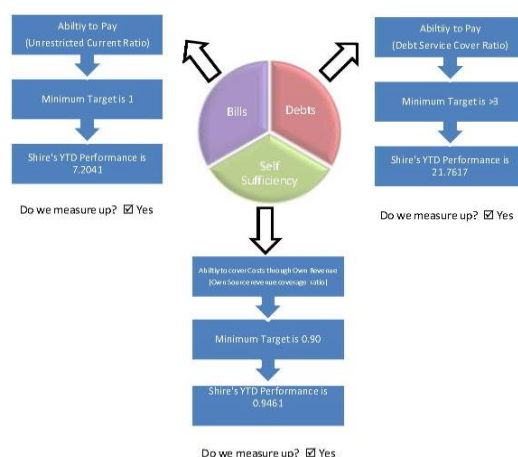 Abiltiy to Pay
(Unrestricted Current Ratio)
Minimum Target is 1
Shire's YTD Performance is
7.2041
Do we measure up? ☑ Yes
Bills
Debts
Self
Sufficiency
Abiltiy to Pay
(Debt Service Cover Ratio)
Minimum Target is >3
Shire's YTD Performance is
21.7617
Do we measure up? ☑ Yes
Abiltiy to cover Costs through Own Revenue
(Own Source revenue coverage ratio)
Minimum Target is 0.90
Shire's YTD Performance is
0.9461
Do we measure up? ☑ Yes